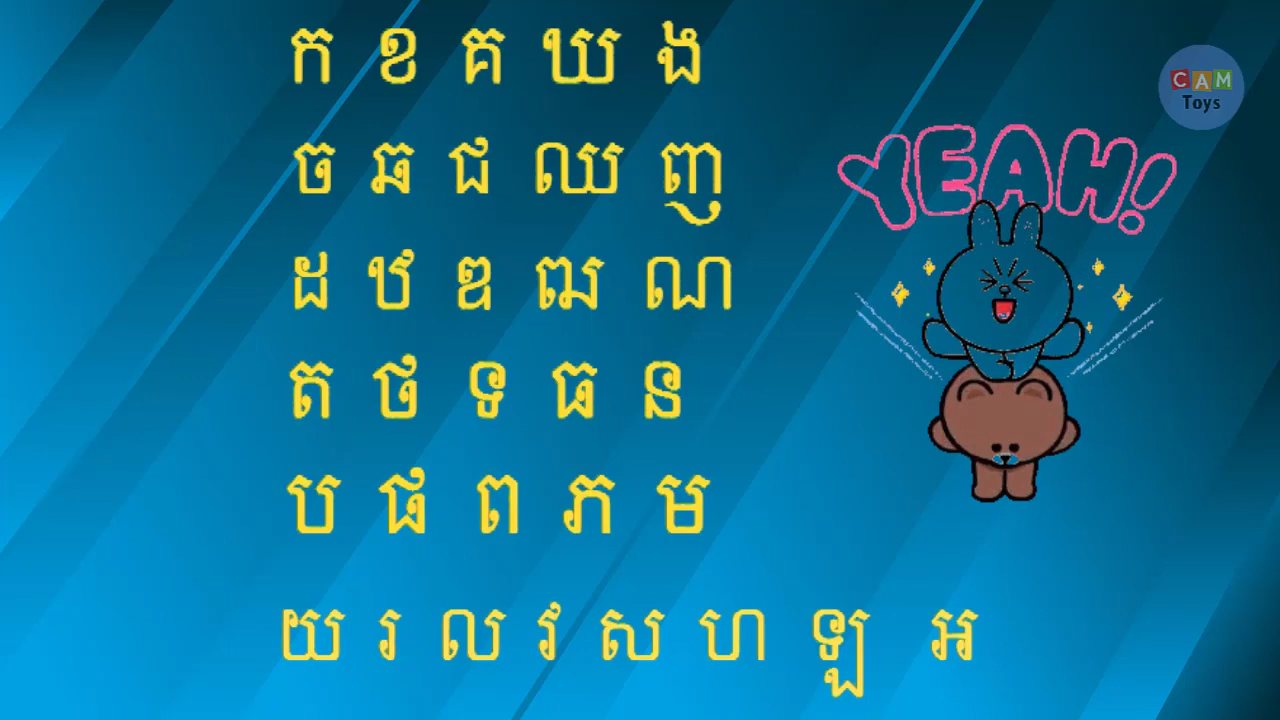 ក ខ គ ឃ ង
CAM
Toys
ច ឆ ជ ឈ ញ
YEAH!
ដ ឋ ឌ ឍ ណ
ត ថ ទ ធ ន
ប ផ ព ភ ម
យ រ ល វ ស ហ ឡ អ